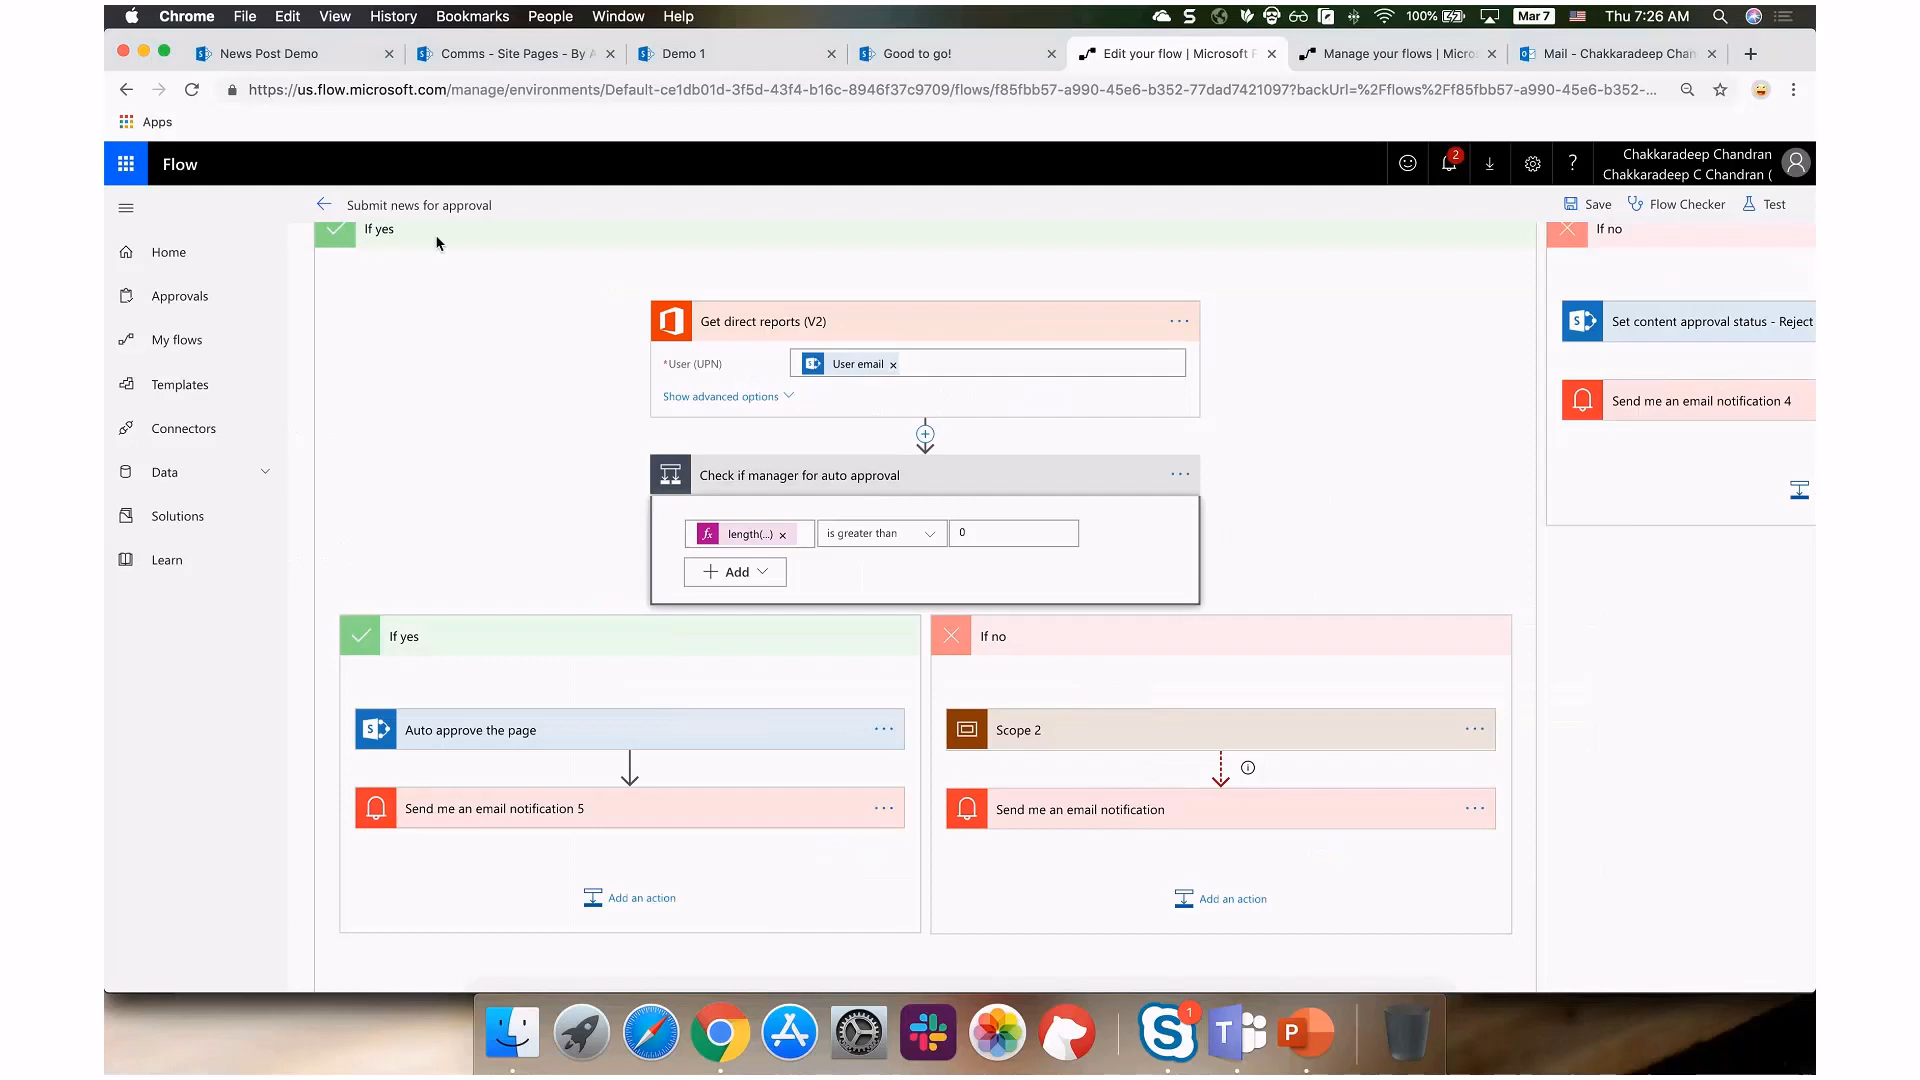 Chrome File Edit View History Bookmarks People Window Help 100% Mar 7 Thu 7:26 AM
News Post Demo Comms - Site Pages - By A Demo 1 Good to go! Edit your flow | Microsoft F Manage your flows | Micro Mail - Chakkaradeep Chan
https://us.flow.microsoft.com/manage/environments/Default-ce1db01d-3f5d-43f4-b16c-8946f37c9709/flows/f85fbb57-a990-45e6-b352-77dad7421097?backUrl=%2Fflows%2Ff85fbb57-a990-45e6-b352-...
Apps
Flow
2
?
Chakkaradeep Chandran
Chakkaradeep C Chandran (
Submit news for approval
Save Flow Checker Test
If yes
If no
Home
Approvals
My flows
Templates
Connectors
Data
Solutions
Learn
Get direct reports (V2)
*User (UPN)
User email
Show advanced options
Set content approval status - Reject
Send me an email notification 4
Check if manager for auto approval
fx length(...)
is greater than
0
Add
If yes
If no
Auto approve the page
Send me an email notification 5
Add an action
Scope 2
Send me an email notification
Add an action
S 1
T
P